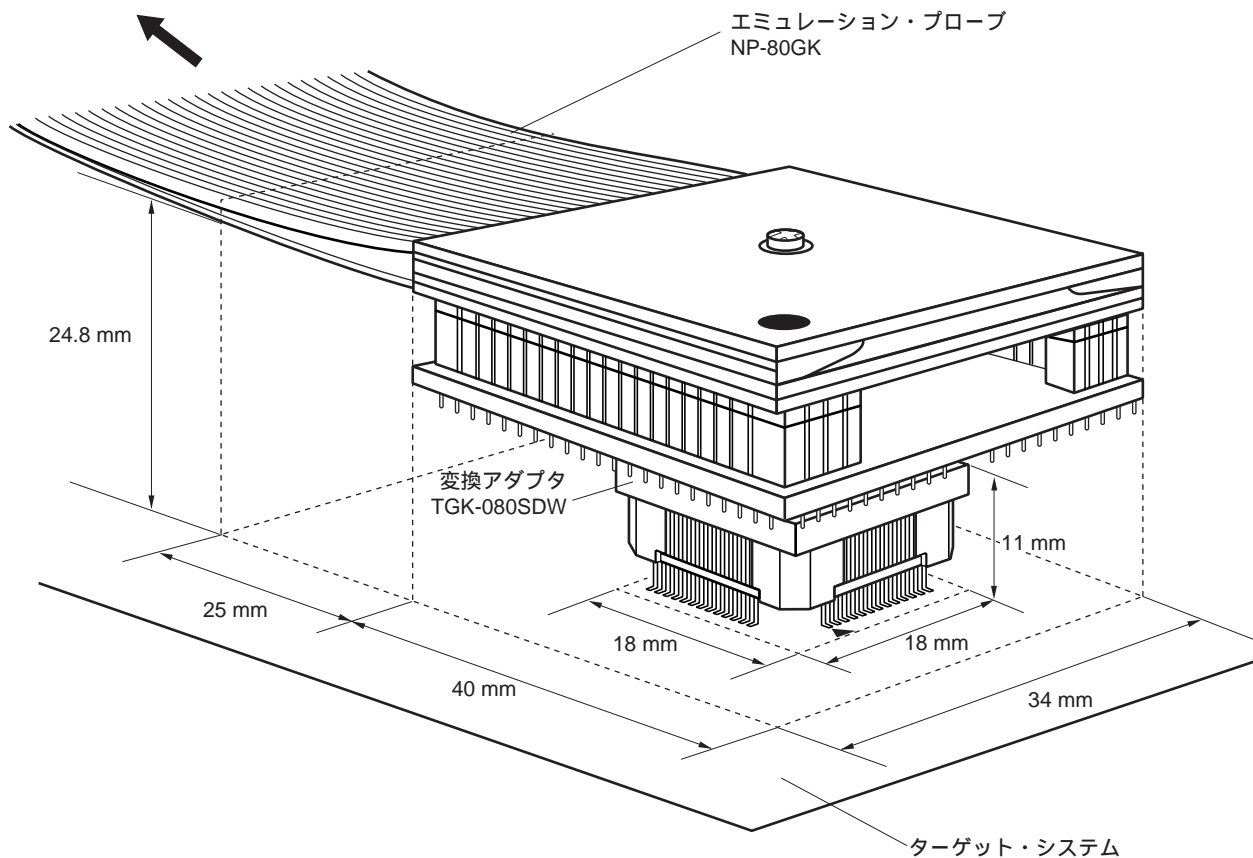 エミュレーション・プローブ
NP-80GK
24.8 mm
変換アダプタ
TGK-080SDW
11 mm
25 mm
18 mm
18 mm
40 mm
34 mm
ターゲット・システム